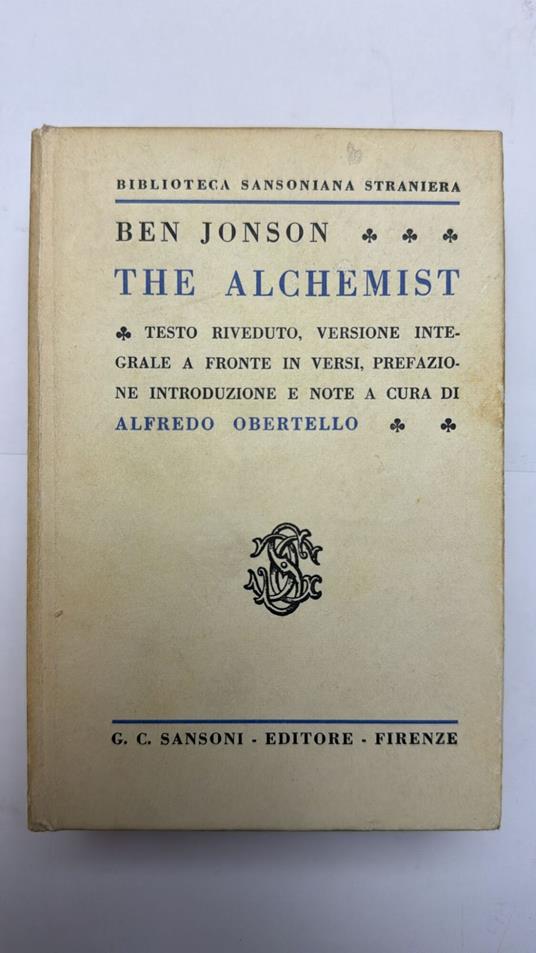 BIBLIOTECA SANSONIANA STRANIERA
BEN JONSON ♣ ♣ ♣
THE ALCHEMIST
♣ TESTO RIVEDUTO, VERSIONE INTE-
GRALE A FRONTE IN VERSI, PREFAZIO-
NE INTRODUZIONE E NOTE A CURA DI
ALFREDO OBERTELLO ♣ ♣
G. C. SANSONI - EDITORE - FIRENZE